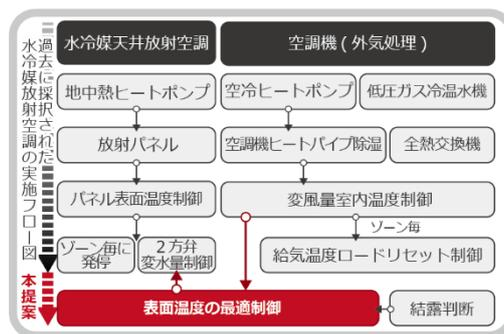 過去に採択された
水冷媒放射空調の実施フロー図
本提案
水冷媒天井放射空調
空調機（外気処理）
地中熱ヒートポンプ
空冷ヒートポンプ
低圧ガス冷温水機
放射パネル
空調機ヒートパイプ除湿
全熱交換機
パネル表面温度制御
変風量室内温度制御
ゾーン毎
ゾーン毎に
発停
２方弁
変水量制御
給気温度ロードリセット制御
表面温度の最適制御
結露判断